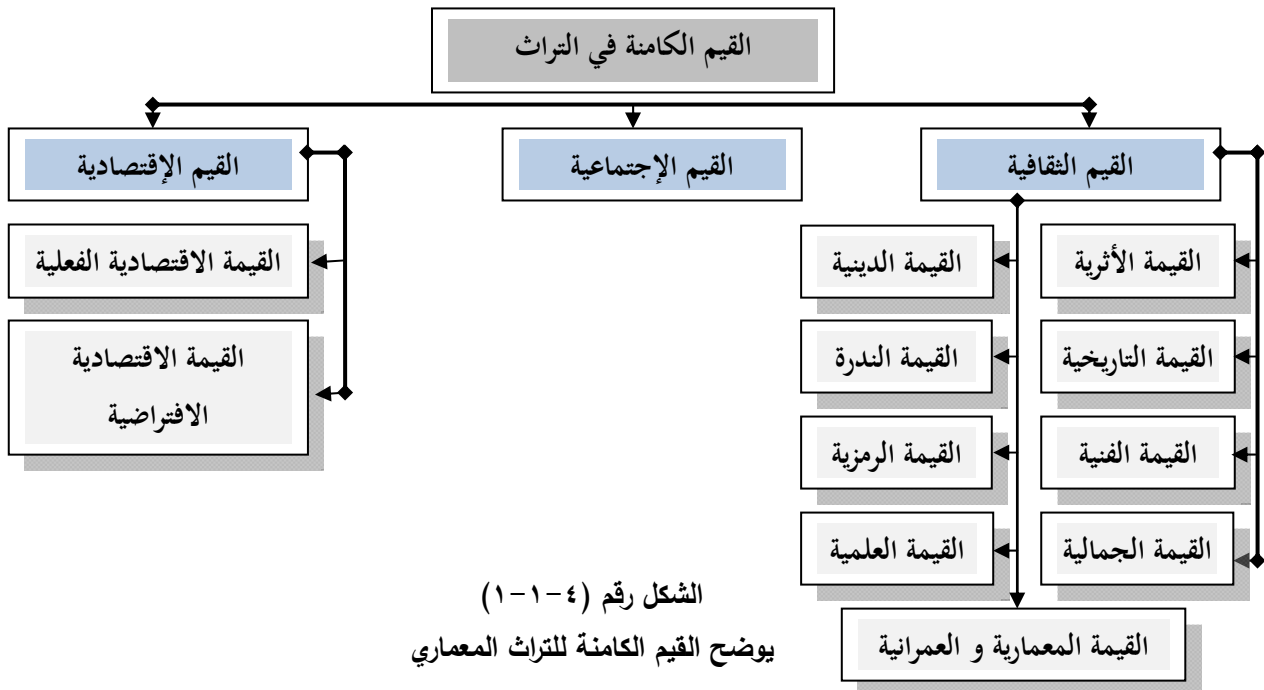 القيم الكامنة في التراث
القيم الثقافية
القيم الإجتماعية
القيم الإقتصادية
القيمة الأثرية
القيمة التاريخية
القيمة الفنية
القيمة الجمالية
القيمة الدينية
القيمة الندرة
القيمة الرمزية
القيمة العلمية
القيمة المعمارية و العمرانية
القيمة الاقتصادية الفعلية
القيمة الاقتصادية
الافتراضية
الشكل رقم (٤-١-١)
يوضح القيم الكامنة للتراث المعماري